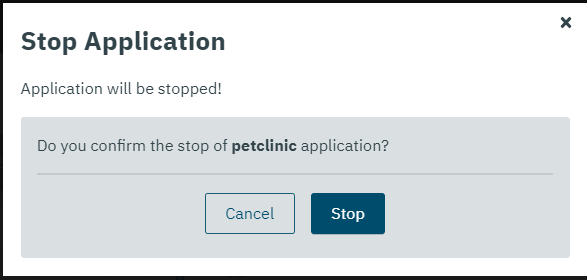 Stop Application
Application will be stopped!
Do you confirm the stop of petclinic application?
Cancel
Stop